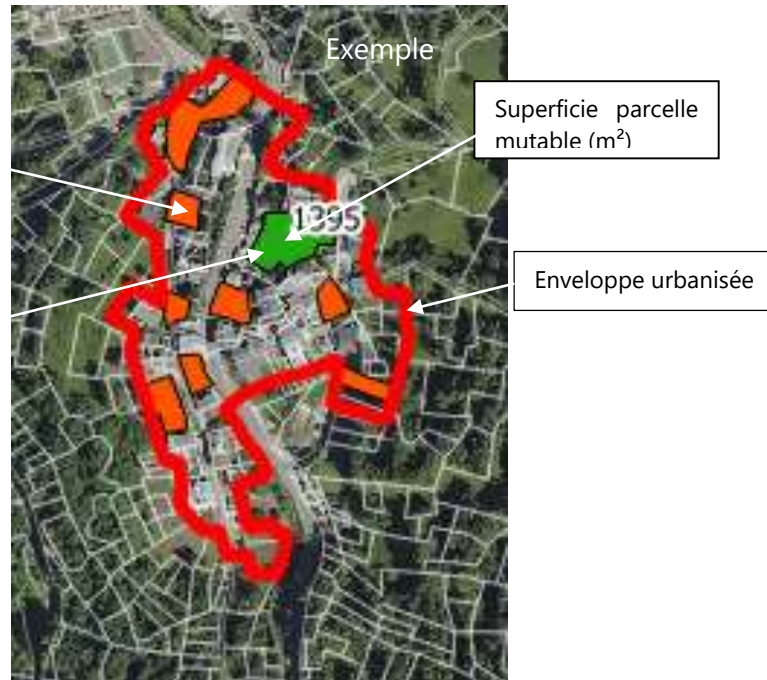 Exemple
Superficie parcelle
mutable (m²)
1395
Enveloppe urbanisée